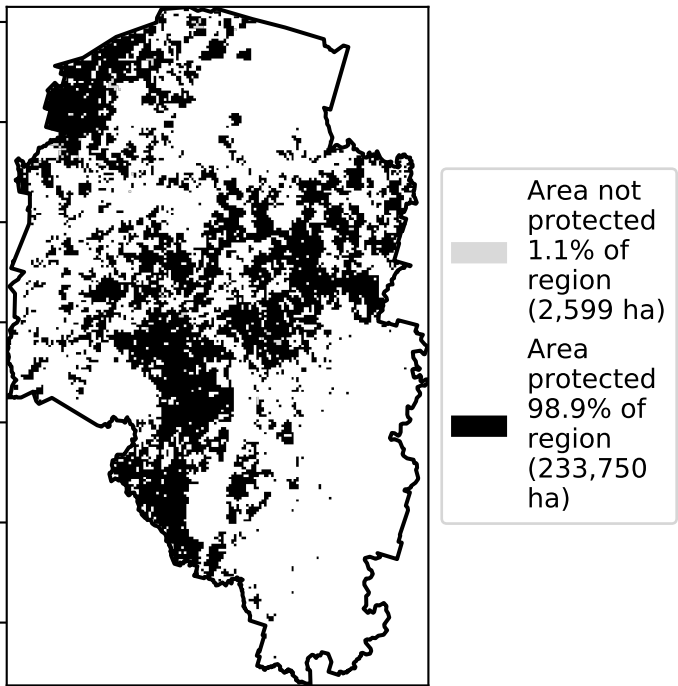 Area not
protected
1.1% of
region
(2,599 ha)
Area
protected
98.9% of
region
(233,750
ha)